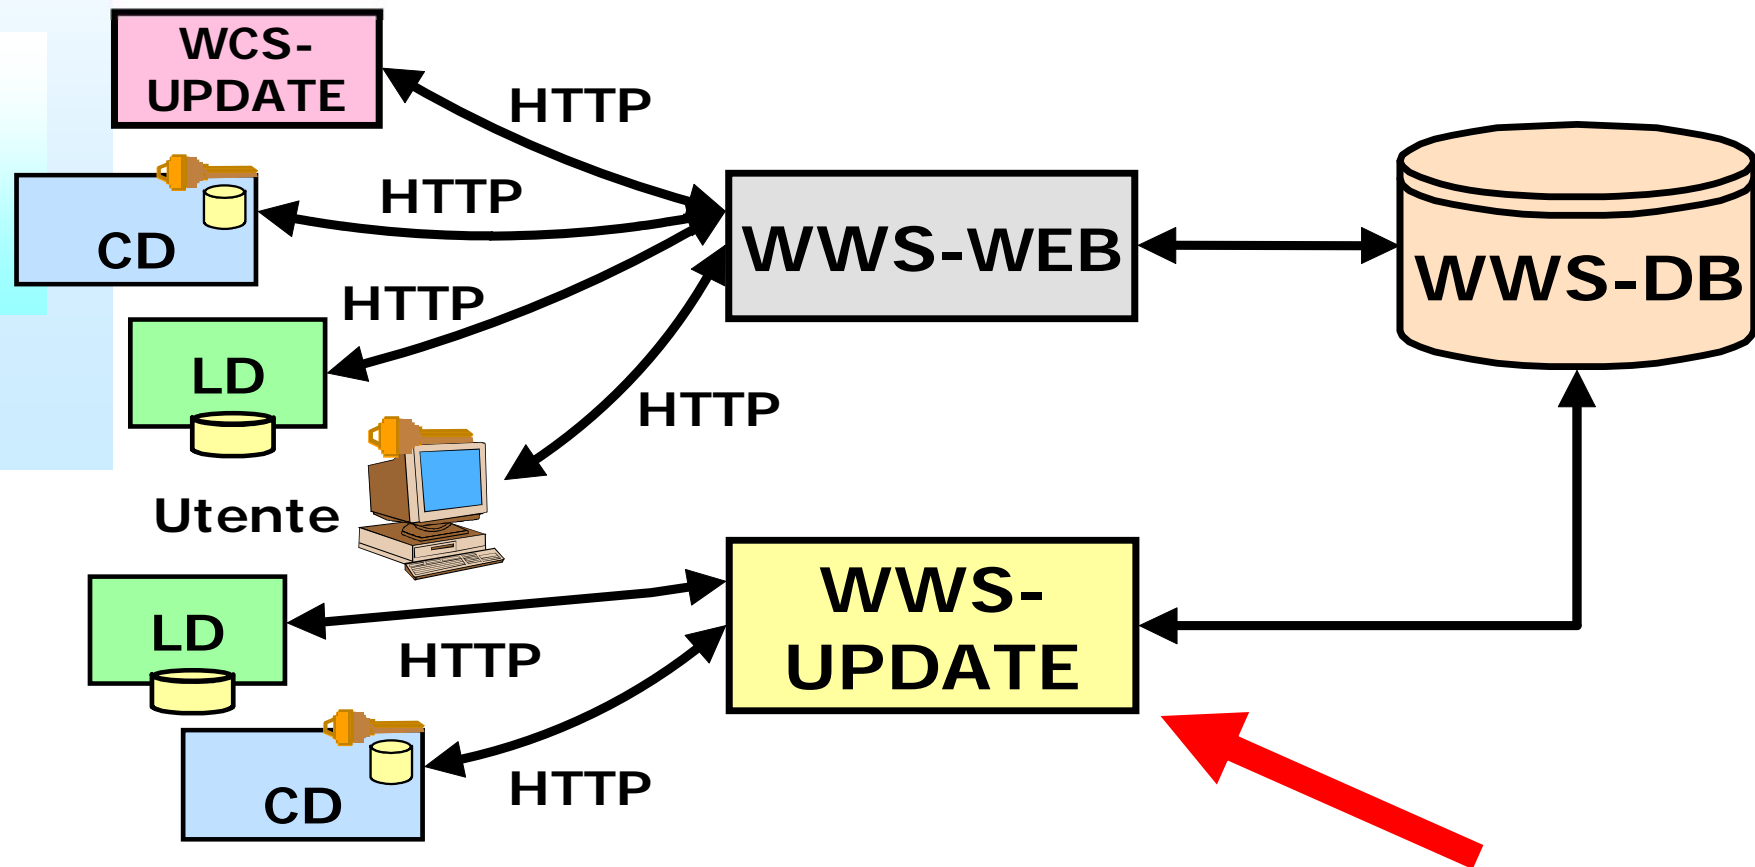 WCS-
UPDATE
HTTP
CD
HTTP
LD
HTTP
Utente
HTTP
WWS-WEB
WWS-DB
LD
HTTP
CD
HTTP
WWS-
UPDATE